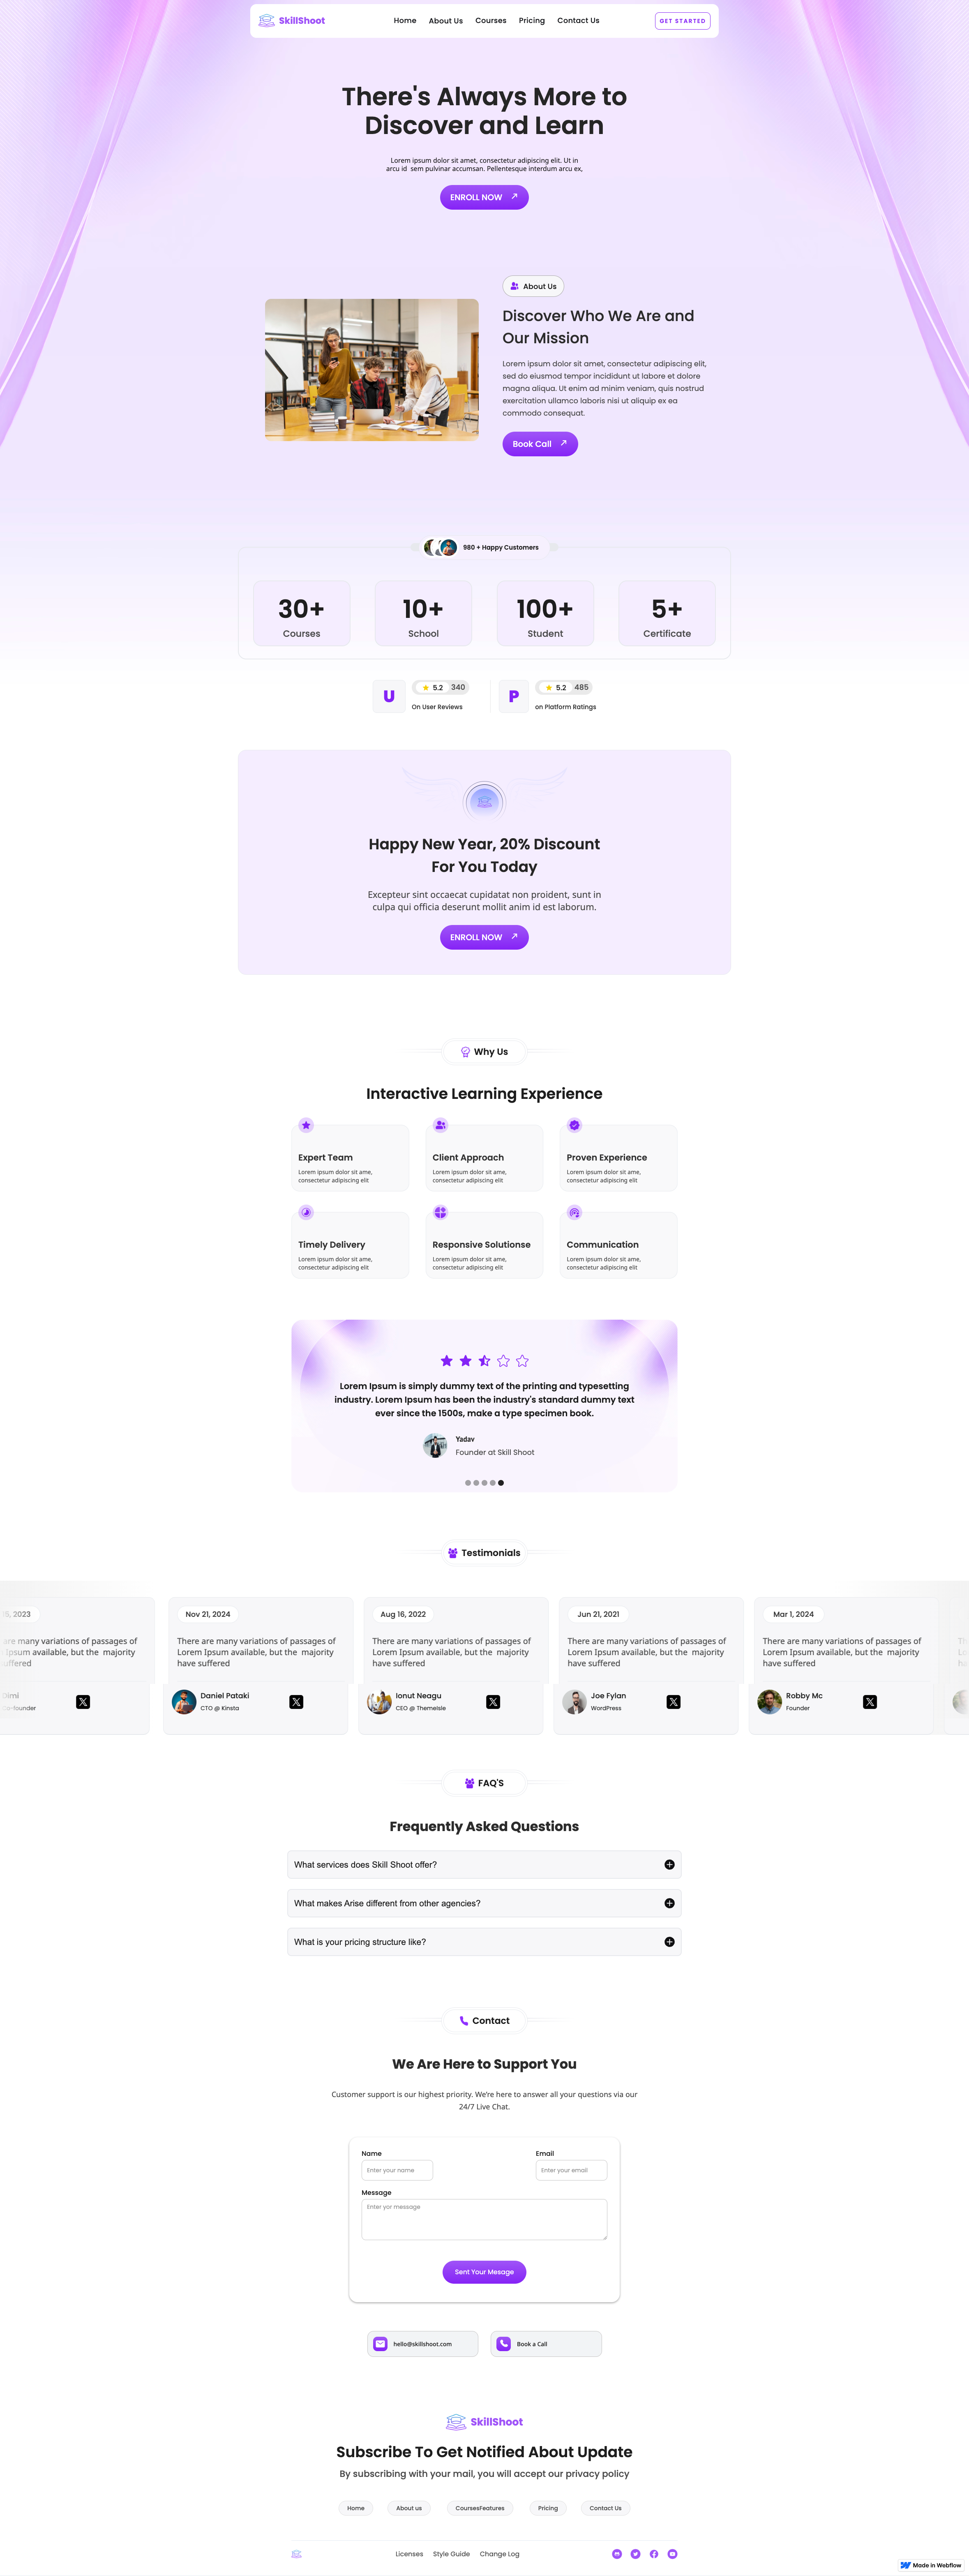 SkillShoot
Home
About Us
Courses
Pricing
Contact Us
GET STARTED
There's Always More to
Discover and Learn
Lorem ipsum dolor sit amet, consectetur adipiscing elit. Ut in
arcu id sem pulvinar accumsan. Pellentesque interdum arcu ex,
ENROLL NOW
About Us
Discover Who We Are and
Our Mission
Lorem ipsum dolor sit amet, consectetur adipiscing elit,
sed do eiusmod tempor incididunt ut labore et dolore
magna aliqua. Ut enim ad minim veniam, quis nostrud
exercitation ullamco laboris nisi ut aliquip ex ea
commodo consequat.
Book Call
980 + Happy Customers
30+
Courses
10+
School
100+
Student
5+
Certificate
U
5.2
340
On User Reviews
P
5.2
485
on Platform Ratings
Happy New Year, 20% Discount
For You Today
Excepteur sint occaecat cupidatat non proident, sunt in
culpa qui officia deserunt mollit anim id est laborum.
ENROLL NOW
Why Us
Interactive Learning Experience
Expert Team
Lorem ipsum dolor sit ame,
consectetur adipiscing elit
Client Approach
Lorem ipsum dolor sit ame,
consectetur adipiscing elit
Proven Experience
Lorem ipsum dolor sit ame,
consectetur adipiscing elit
Timely Delivery
Lorem ipsum dolor sit ame,
consectetur adipiscing elit
Responsive Solutionse
Lorem ipsum dolor sit ame,
consectetur adipiscing elit
Communication
Lorem ipsum dolor sit ame,
consectetur adipiscing elit
Lorem Ipsum is simply dummy text of the printing and typesetting
industry. Lorem Ipsum has been the industry's standard dummy text
ever since the 1500s, make a type specimen book.
Yadav
Founder at Skill Shoot
Testimonials
5, 2023
are many variations of passages of
Ipsum available, but the majority
uffered
Dimi
Co-founder
Nov 21, 2024
There are many variations of passages of
Lorem Ipsum available, but the majority
have suffered
Daniel Pataki
CTO @ Kinsta
Aug 16, 2022
There are many variations of passages of
Lorem Ipsum available, but the majority
have suffered
Ionut Neagu
CEO @ ThemeIsle
Jun 21, 2021
There are many variations of passages of
Lorem Ipsum available, but the majority
have suffered
Joe Fylan
WordPress
Mar 1, 2024
There are many variations of passages of
Lorem Ipsum available, but the majority
have suffered
Robby Mc
Founder
FAQ'S
Frequently Asked Questions
What services does Skill Shoot offer?
What makes Arise different from other agencies?
What is your pricing structure like?
Contact
We Are Here to Support You
Customer support is our highest priority. We're here to answer all your questions via our
24/7 Live Chat.
Name
Enter your name
Email
Enter your email
Message
Enter yor message
Sent Your Mesage
hello@skillshoot.com
Book a Call
SkillShoot
Subscribe To Get Notified About Update
By subscribing with your mail, you will accept our privacy policy
Home
About us
CoursesFeatures
Pricing
Contact Us
Licenses
Style Guide
Change Log
Made in Webflow